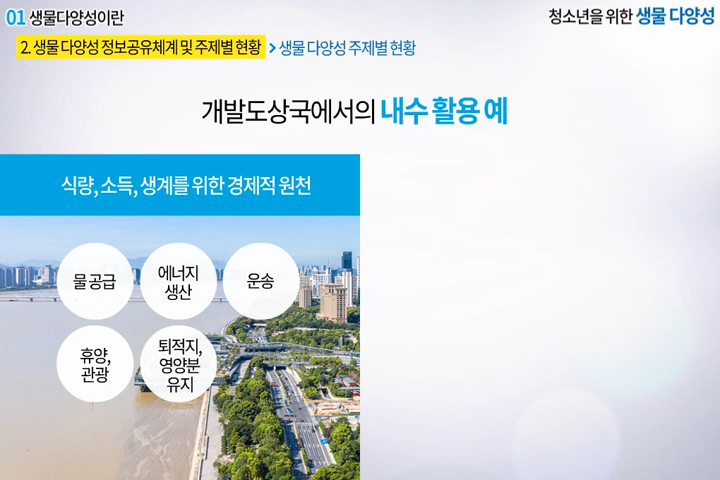 01 생물다양성이란
청소년을 위한 생물 다양성
2. 생물 다양성 정보공유체계 및 주제별 현황 > 생물 다양성 주제별 현황
개발도상국에서의 내수 활용 예
식량, 소득, 생계를 위한 경제적 원천
물 공급
에너지
생산
운송
휴양,
관광
퇴적지,
영양분
유지